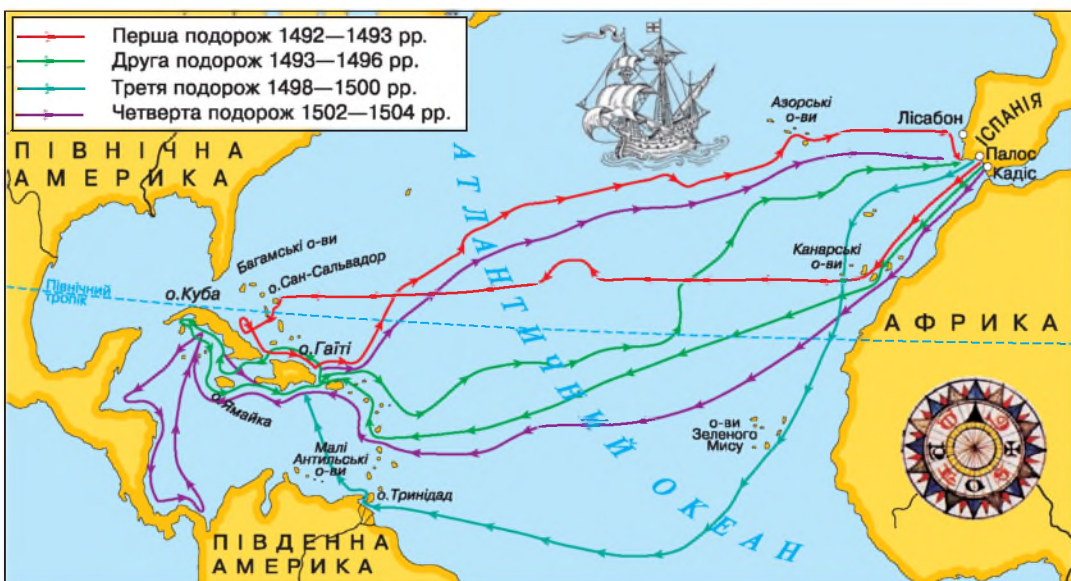 Перша подорож 1492—1493 рр.
Друга подорож 1493—1496 рр.
Третя подорож 1498—1500 рр.
Четверта подорож 1502—1504 рр.
ПІВНІЧНА
АМЕРИКА
Азорські
о-ви
Лісабон
ІСПАНІЯ
Палос
Кадіс
АТЛАНТИЧНИЙ ОКЕАН
Багамські о-ви
о.Сан-Сальвадор
Канарські
о-ви
Північний
тропік
о.Куба
о.Гаїті
АФРИКА
о.Ямайка
Малі
Антильські
о-ви
о-ви
Зеленого
Мису
о.Тринідад
ПІВДЕННА
АМЕРИКА